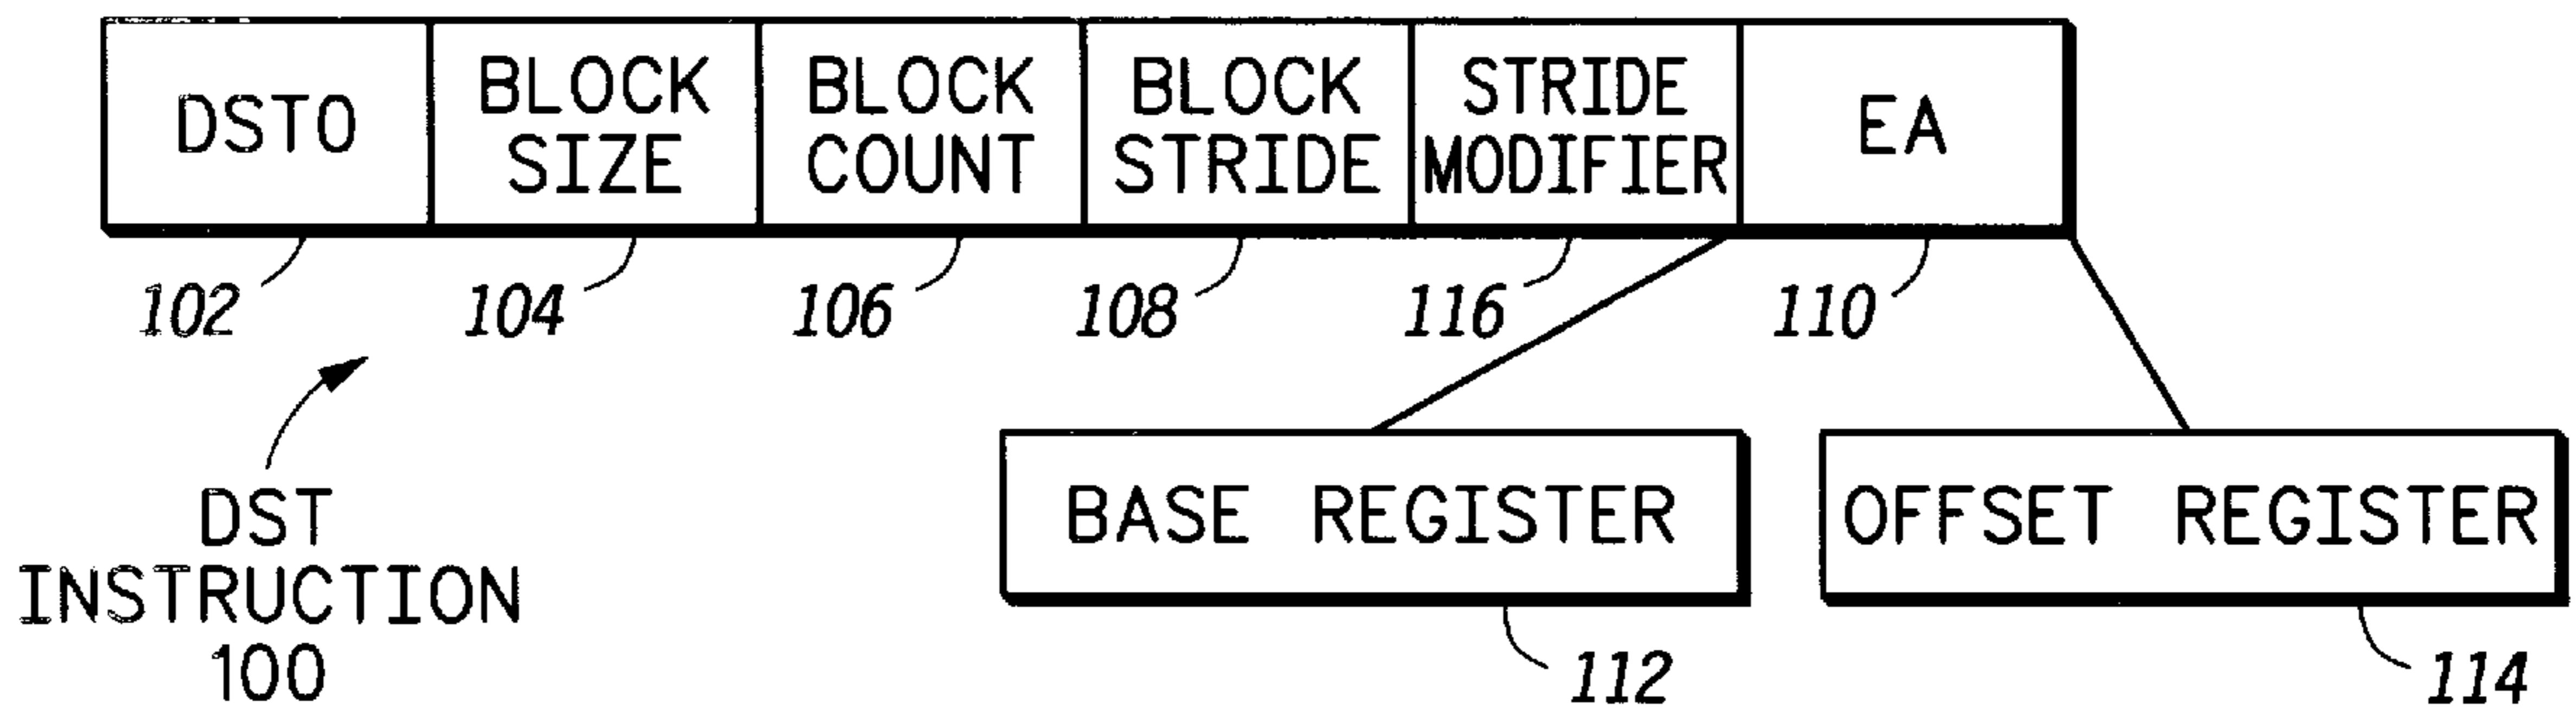 DST0
BLOCK
SIZE
BLOCK
COUNT
BLOCK
STRIDE
STRIDE
MODIFIER
EA
102
104
106
108
116
110
DST
INSTRUCTION
100
BASE REGISTER
OFFSET REGISTER
112
114